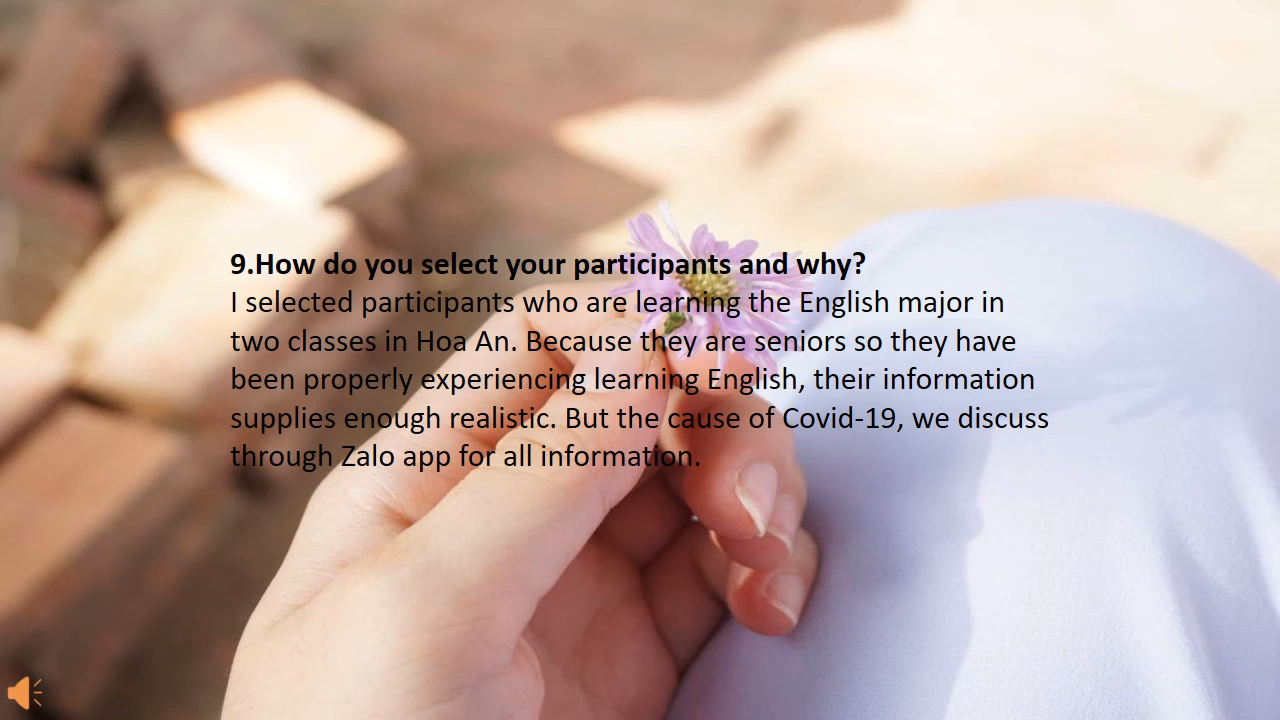 9.How do you select your participants and why?
I selected participants who are learning the English major in
two classes in Hoa An. Because they are seniors so they have
been properly experiencing learning English, their information
supplies enough realistic. But the cause of Covid-19, we discuss
through Zalo app for all information.